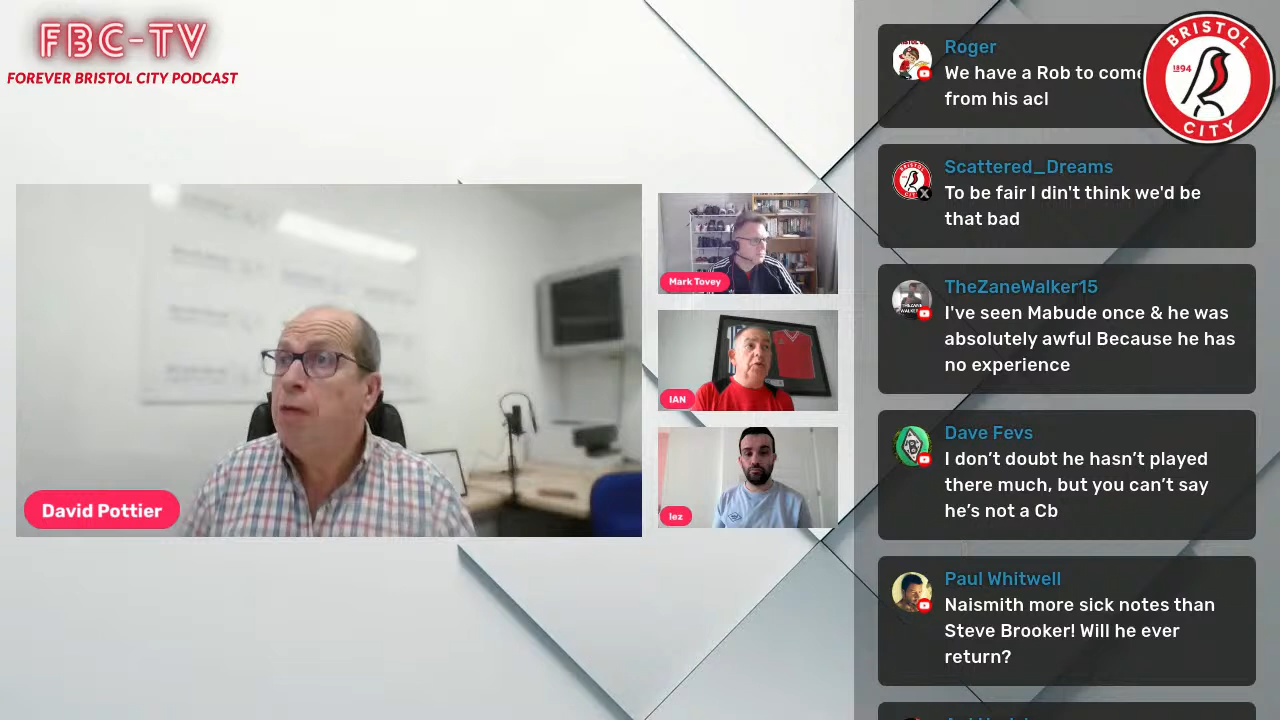 FBC-TV
FOREVER BRISTOL CITY PODCAST
David Pottier
Mark Tovey
IAN
lez
Roger
We have a Rob to come
from his acl
BRISTOL
1894
CITY
Scattered_Dreams
To be fair I din't think we'd be
that bad
TheZaneWalker15
I've seen Mabude once & he was
absolutely awful Because he has
no experience
Dave Fevs
I don’t doubt he hasn’t played
there much, but you can’t say
he’s not a Cb
Paul Whitwell
Naismith more sick notes than
Steve Brooker! Will he ever
return?